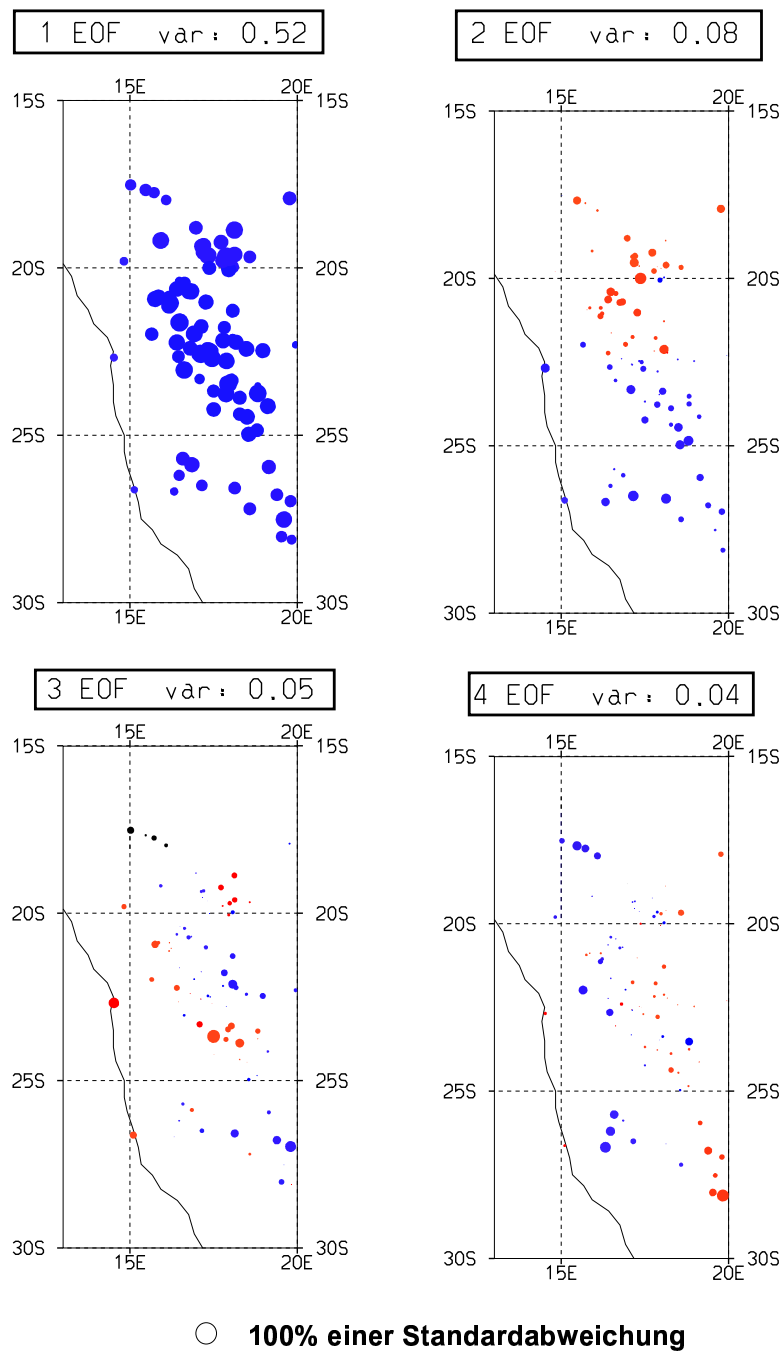 1 EOF var: 0.52
2 EOF var: 0.08
15E 20E
15S 15S
20S 20S
25S 25S
30S 30S
15E 20E
15E 20E
15S 15S
20S 20S
25S 25S
30S 30S
15E 20E
3 EOF var: 0.05
4 EOF var: 0.04
15E 20E
15S 15S
20S 20S
25S 25S
30S 30S
15E 20E
15E 20E
15S 15S
20S 20S
25S 25S
30S 30S
15E 20E
100% einer Standardabweichung